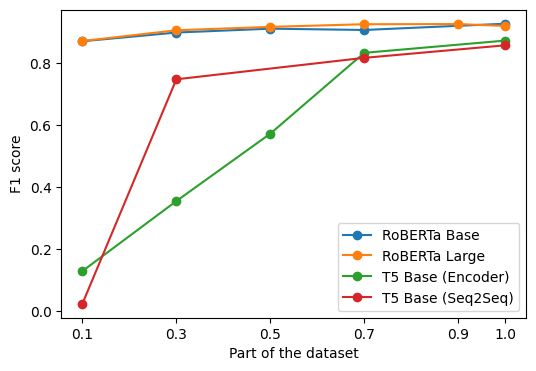 F1 score
0.8
0.6
0.4
0.2
0.0
RoBERTa Base
RoBERTa Large
T5 Base (Encoder)
T5 Base (Seq2Seq)
0.1 0.3 0.5 0.7 0.9 1.0
Part of the dataset